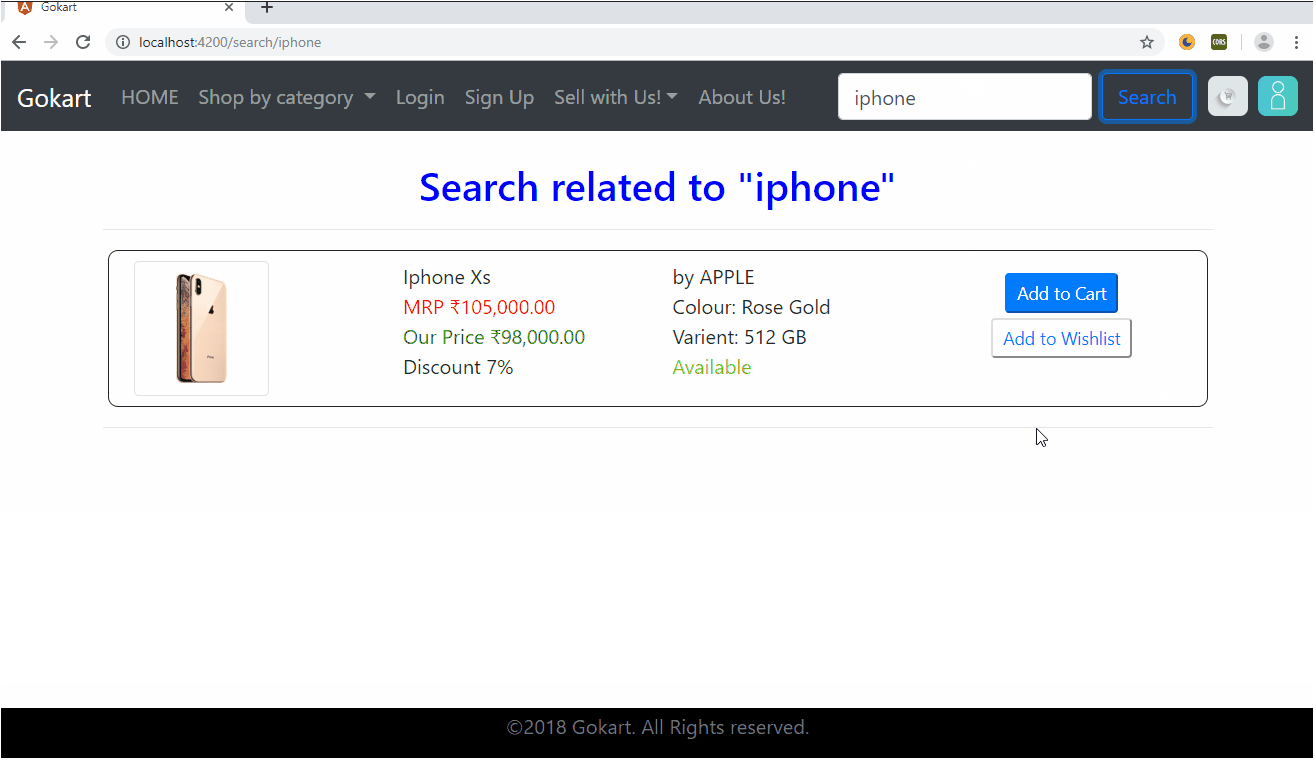 Gokart
localhost:4200/search/iphone
CORS
Gokart HOME Shop by category Login Sign Up Sell with Us! About Us! iphone Search
Search related to "iphone"
Iphone Xs by APPLE
MRP ₹105,000.00 Colour: Rose Gold
Our Price ₹98,000.00 Varient: 512 GB
Discount 7% Available
Add to Cart
Add to Wishlist
©2018 Gokart. All Rights reserved.